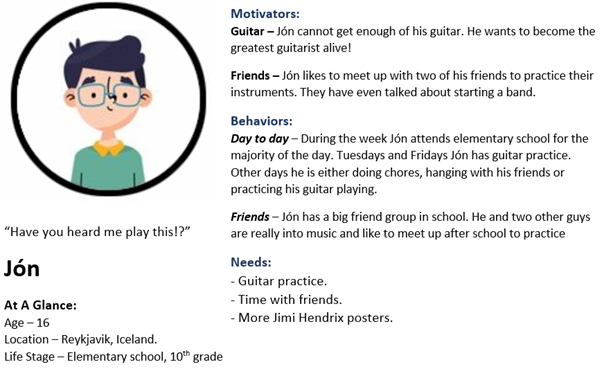 “Have you heard me play this!?”
Jón
At A Glance:
Age – 16
Location – Reykjavik, Iceland.
Life Stage – Elementary school, 10th grade
Motivators:
Guitar – Jón cannot get enough of his guitar. He wants to become the
greatest guitarist alive!
Friends – Jón likes to meet up with two of his friends to practice their
instruments. They have even talked about starting a band.
Behaviors:
Day to day – During the week Jón attends elementary school for the
majority of the day. Tuesdays and Fridays Jón has guitar practice.
Other days he is either doing chores, hanging with his friends or
practicing his guitar playing.
Friends – Jón has a big friend group in school. He and two other guys
are really into music and like to meet up after school to practice
Needs:
- Guitar practice.
- Time with friends.
- More Jimi Hendrix posters.